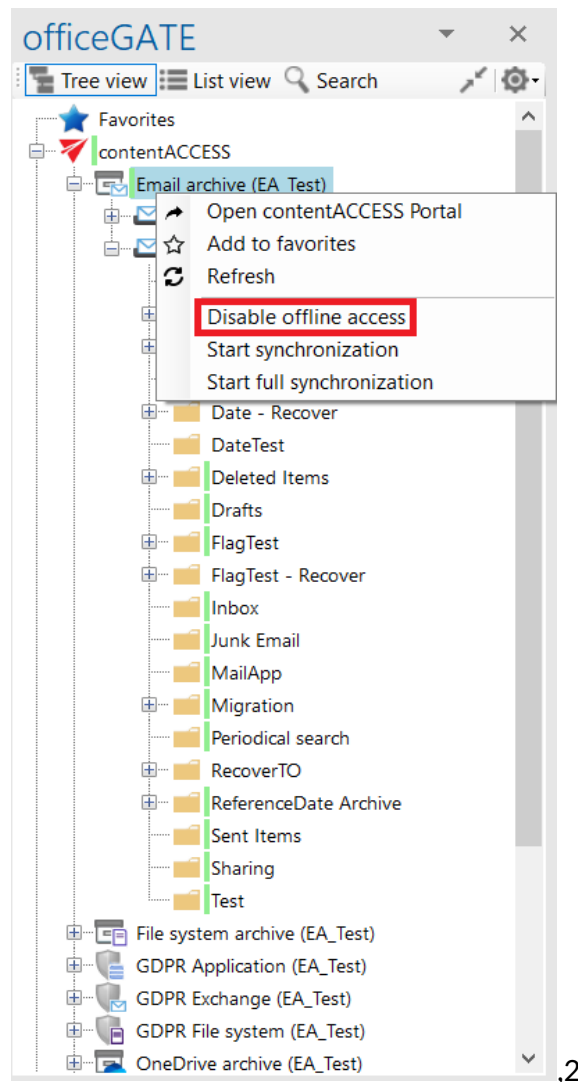 officeGATE
Tree view List view Search
Favorites
contentACCESS
Email archive (EA_Test)
Open contentACCESS Portal
Add to favorites
Refresh
Disable offline access
Start synchronization
Start full synchronization
Date - Recover
DateTest
Deleted Items
Drafts
FlagTest
FlagTest - Recover
Inbox
Junk Email
MailApp
Migration
Periodical search
RecoverTO
ReferenceDate Archive
Sent Items
Sharing
Test
File system archive (EA_Test)
GDPR Application (EA_Test)
GDPR Exchange (EA_Test)
GDPR File system (EA_Test)
OneDrive archive (EA_Test)
,2